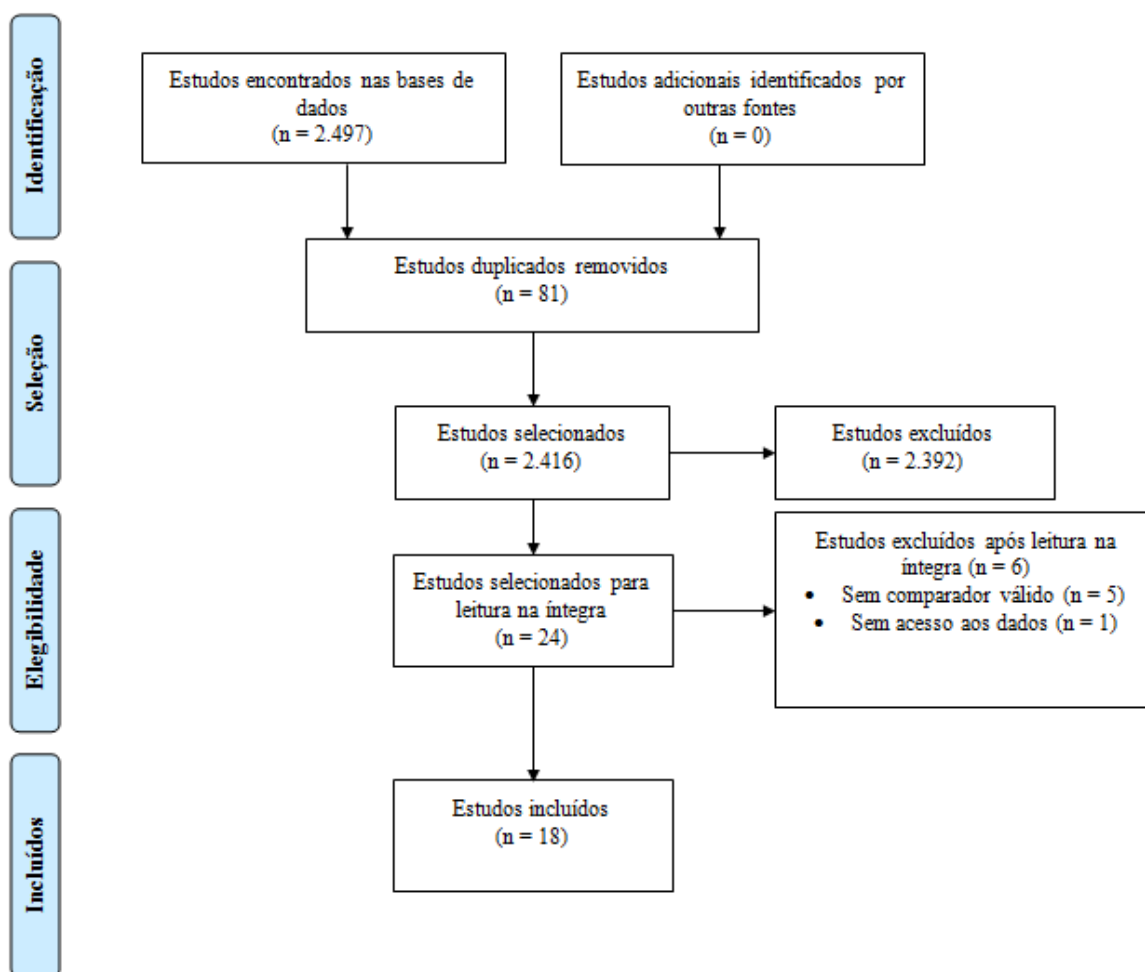 Identificação
Estudos encontrados nas bases de
dados
(n = 2.497)
Estudos adicionais identificados por
outras fontes
(n = 0)
Seleção
Estudos duplicados removidos
(n = 81)
Estudos selecionados
(n = 2.416)
Estudos excluídos
(n = 2.392)
Elegibilidade
Estudos selecionados para
leitura na íntegra
(n = 24)
Estudos excluídos após leitura na
íntegra (n = 6)
• Sem comparador válido (n = 5)
• Sem acesso aos dados (n = 1)
Incluídos
Estudos incluídos
(n = 18)